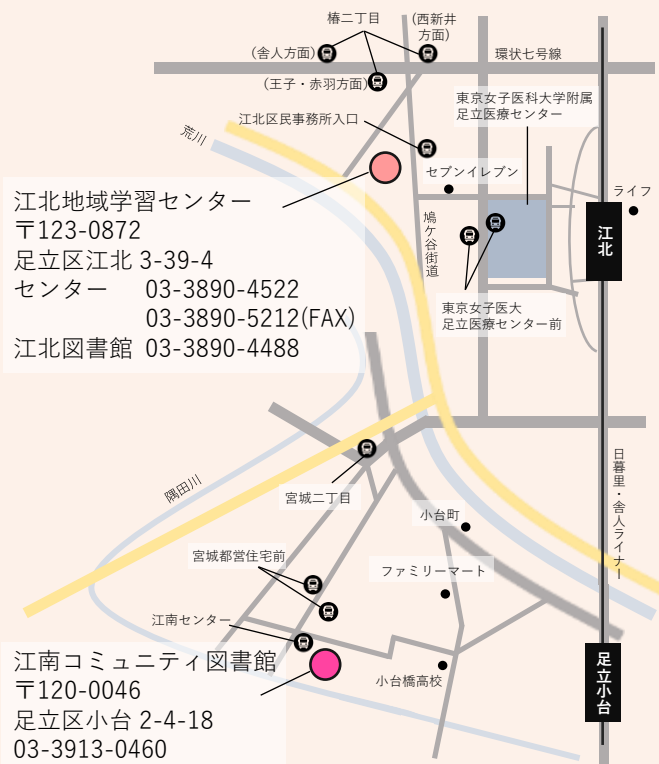 椿二丁目
(西新井
方面)
(舎人方面)
環状七号線
(王子・赤羽方面)
東京女子医科大学附属
足立医療センター
江北区民事務所入口
荒川
セブンイレブン
ライフ
江北地域学習センター
〒123-0872
足立区江北 3-39-4
センター 03-3890-4522
03-3890-5212(FAX)
江北図書館 03-3890-4488
鳩ケ谷街道
江北
東京女子医大
足立医療センター前
日暮里・舎人ライナー
隅田川
宮城二丁目
小台町
宮城都営住宅前
ファミリーマート
江南センター
江南コミュニティ図書館
〒120-0046
足立区小台 2-4-18
03-3913-0460
小台橋高校
足立小台